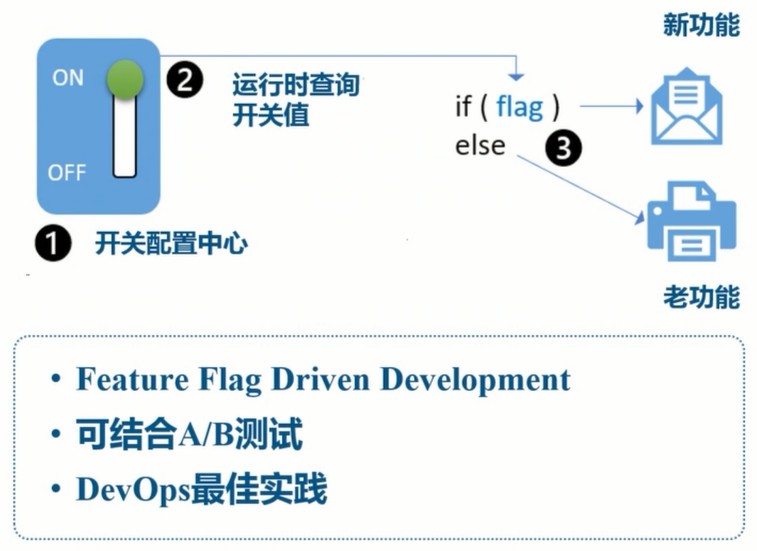 新功能
ON
OFF
2
运行时查询
开关值
if ( flag )
else
3
1 开关配置中心
老功能
• Feature Flag Driven Development
• 可结合A/B测试
• DevOps最佳实践